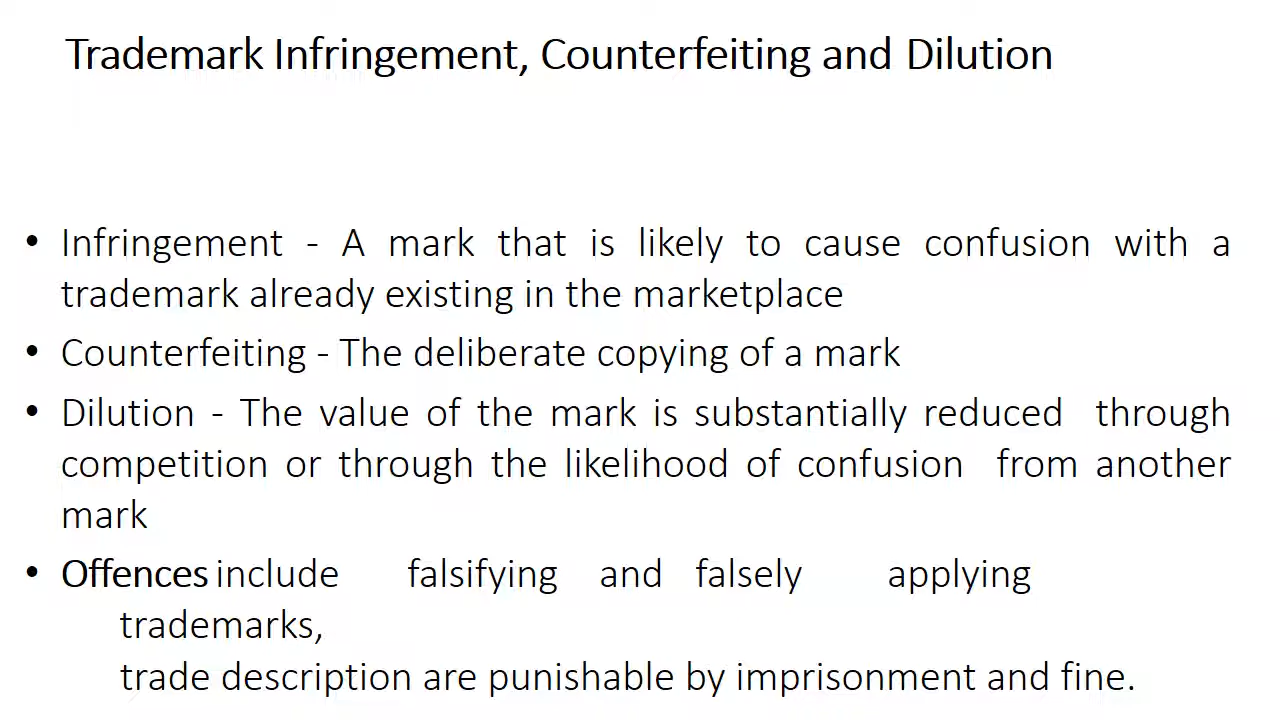 Trademark Infringement, Counterfeiting and Dilution
• Infringement - A mark that is likely to cause confusion with a
trademark already existing in the marketplace
• Counterfeiting - The deliberate copying of a mark
• Dilution - The value of the mark is substantially reduced through
competition or through the likelihood of confusion from another
mark
• Offences include falsifying and falsely applying
trademarks,
trade description are punishable by imprisonment and fine.